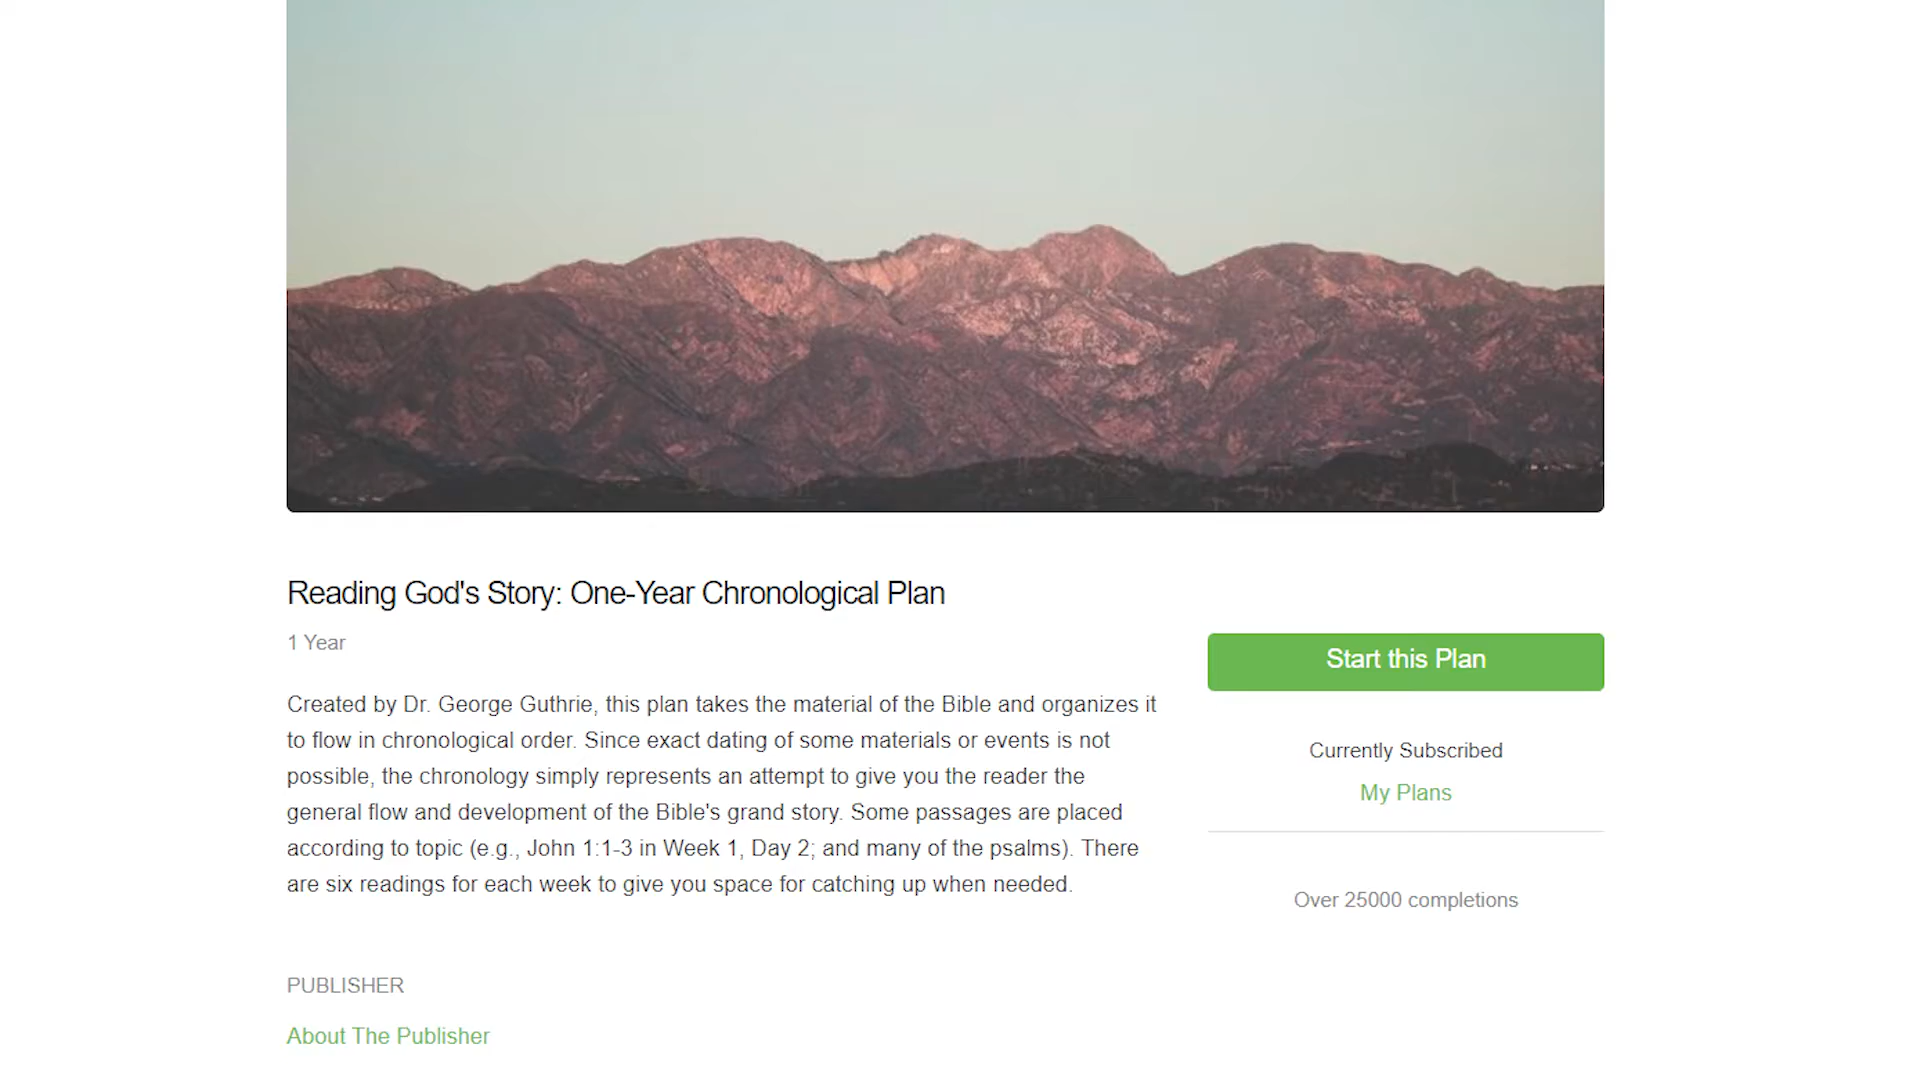 Reading God's Story: One-Year Chronological Plan
1 Year
Start this Plan
Created by Dr. George Guthrie, this plan takes the material of the Bible and organizes it
to flow in chronological order. Since exact dating of some materials or events is not
possible, the chronology simply represents an attempt to give you the reader the
general flow and development of the Bible's grand story. Some passages are placed
according to topic (e.g., John 1:1-3 in Week 1, Day 2; and many of the psalms). There
are six readings for each week to give you space for catching up when needed.
Currently Subscribed
My Plans
Over 25000 completions
PUBLISHER
About The Publisher